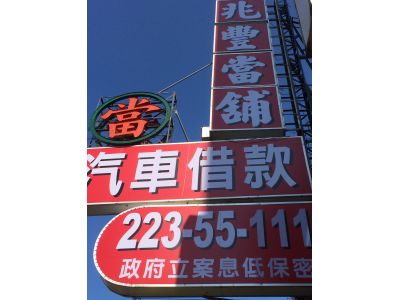 兆豐當舖
當
汽車借款
223-55-111
政府立案息低保密